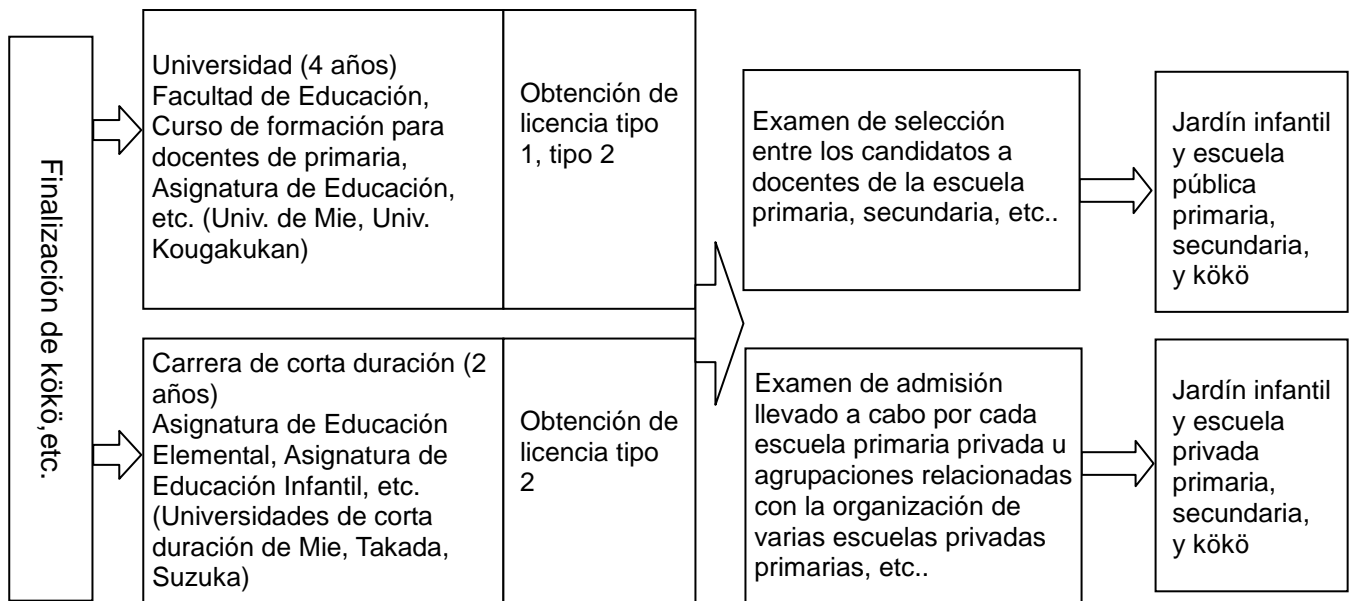 Finalización de kökö,etc.
Universidad (4 años)
Facultad de Educación,
Curso de formación para
docentes de primaria,
Asignatura de Educación,
etc. (Univ. de Mie, Univ.
Kougakukan)
Obtención de
licencia tipo
1, tipo 2
Carrera de corta duración (2
años)
Asignatura de Educación
Elemental, Asignatura de
Educación Infantil, etc.
(Universidades de corta
duración de Mie, Takada,
Suzuka)
Obtención de
licencia tipo
2
Examen de selección
entre los candidatos a
docentes de la escuela
primaria, secundaria, etc..
Jardín infantil
y escuela
pública
primaria,
secundaria,
y kökö
Examen de admisión
llevado a cabo por cada
escuela primaria privada u
agrupaciones relacionadas
con la organización de
varias escuelas privadas
primarias, etc..
Jardín infantil
y escuela
privada
primaria,
secundaria,
y kökö